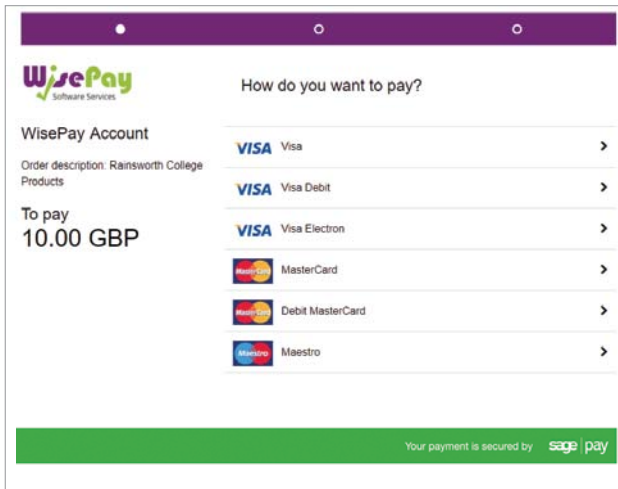 WisePay
Software Services
How do you want to pay?
WisePay Account
Order description: Rainsworth College
Products
To pay
10.00 GBP
VISA Visa
VISA Visa Debit
VISA Visa Electron
MasterCard MasterCard
MasterCard Debit MasterCard
Maestro Maestro
Your payment is secured by sage pay